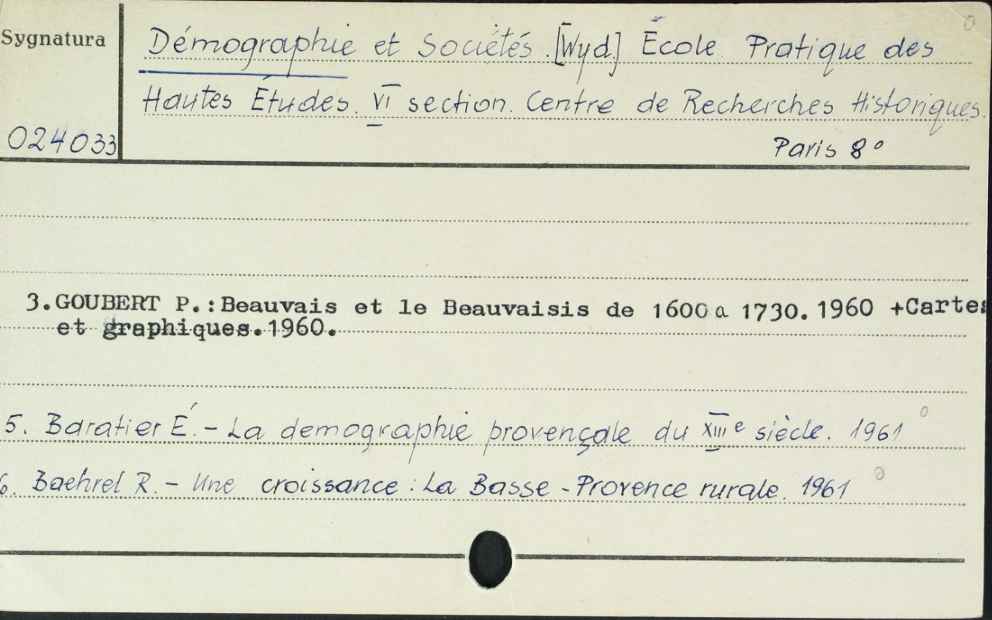 Sygnatura
Démographie et Sociétés. [Wyd.] École Pratique des
Hautes Études. VI section. Centre de Recherches Historiques.
024033
Paris 8°
3.GOUBERT P.:Beauvais et le Beauvaisis de 1600 a 1730.1960 +Cartes
et graphiques.1960.
5. Baratier É. - La demographie provençale du XIIIe siècle. 1961
6. Baehrel R. - Une croissance : La Basse - Provence rurale. 1961